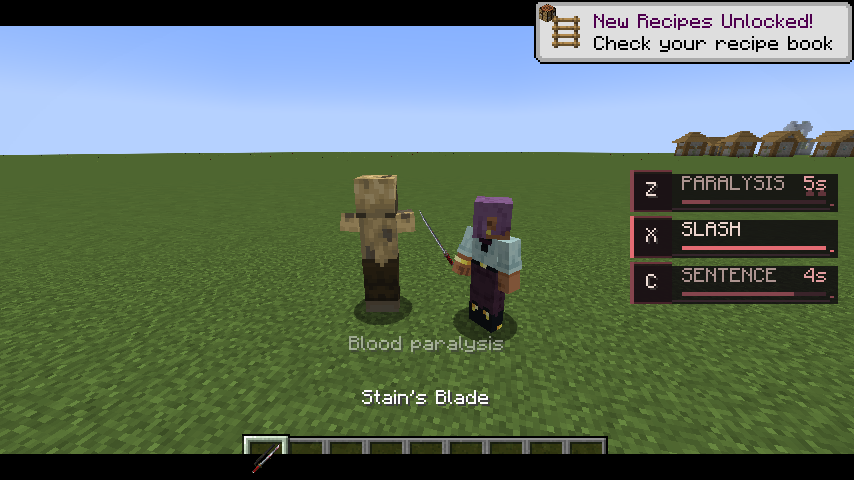 New Recipes Unlocked!
Check your recipe book
Z PARALYSIS 5s
X SLASH
C SENTENCE 4s
Blood paralysis
Stain's Blade